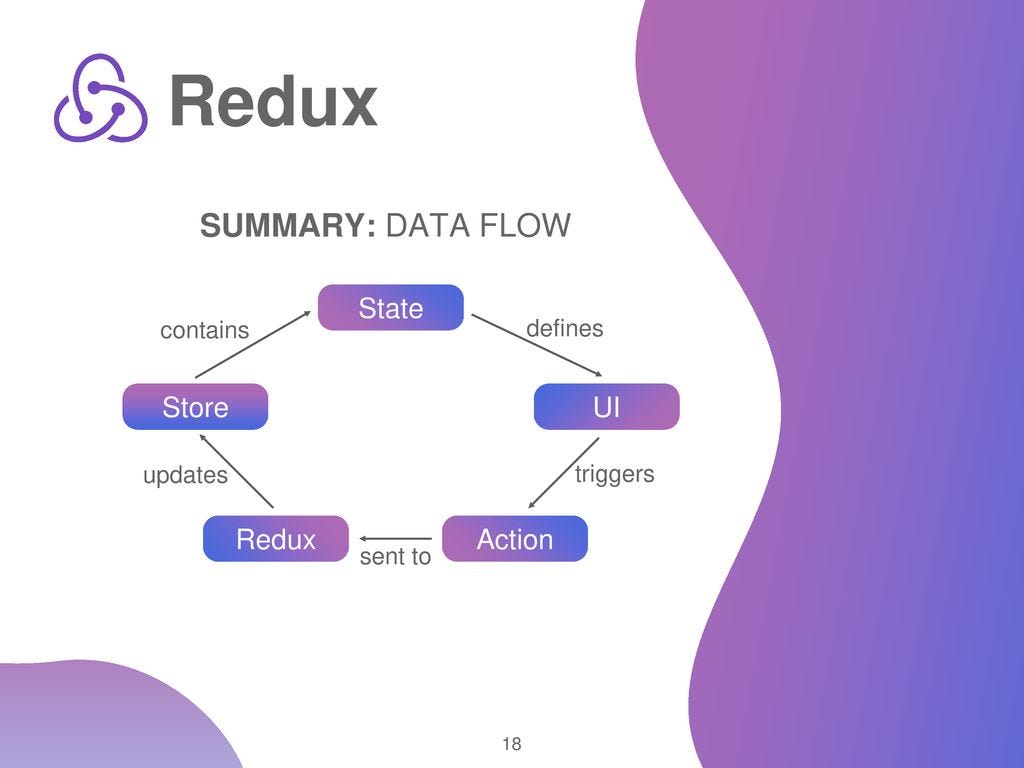 Redux
SUMMARY: DATA FLOW
State
contains
defines
Store
UI
updates
triggers
Redux
Action
sent to
18